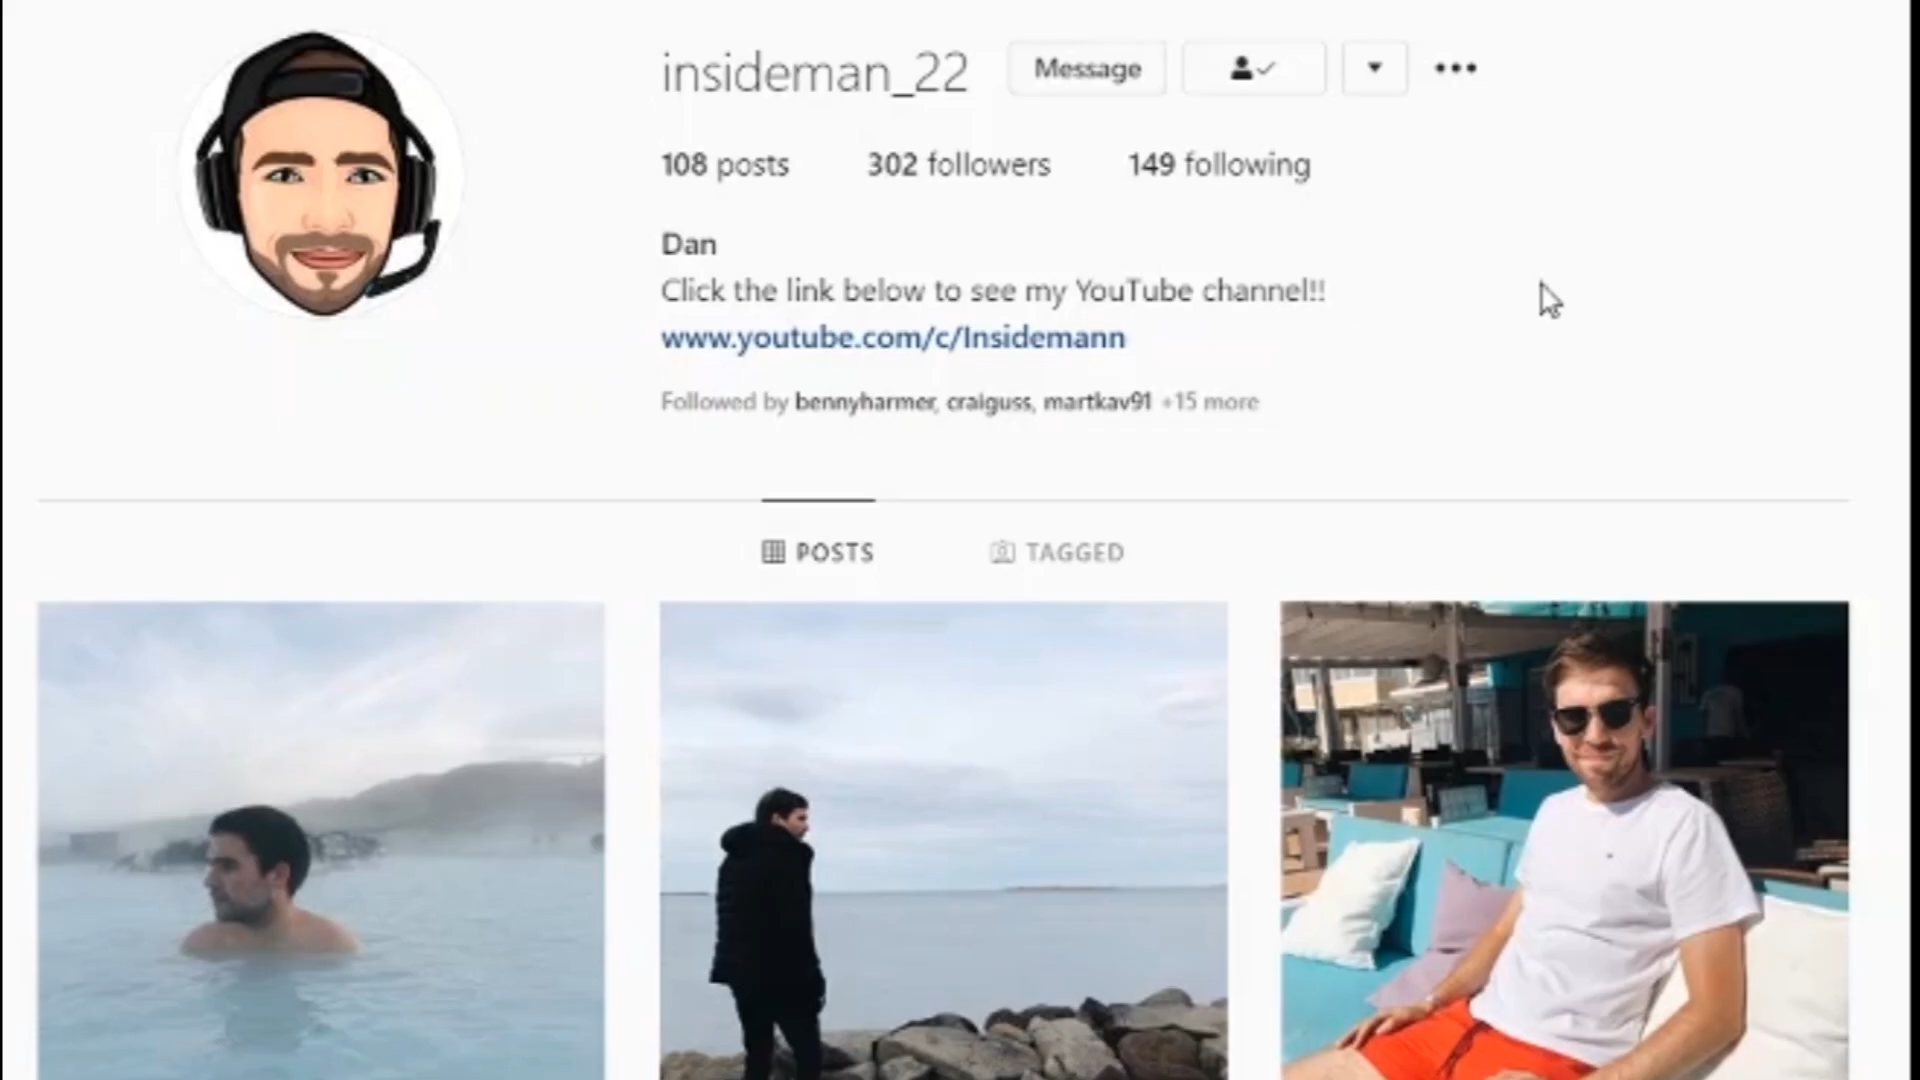 insideman_22 Message
108 posts 302 followers 149 following
Dan
Click the link below to see my YouTube channel!!
www.youtube.com/c/Insidemann
Followed by bennyharmer, craiguss, martkav91 +15 more
POSTS TAGGED